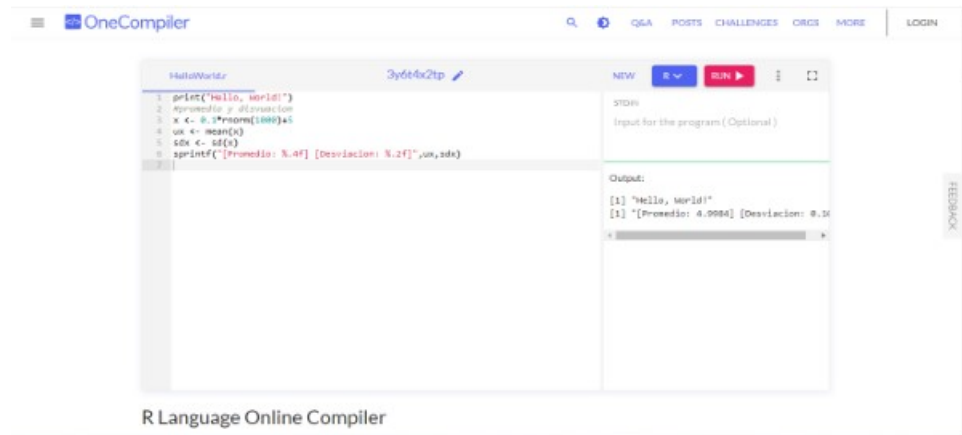 OneCompiler
Q&A POSTS CHALLENGES ORGS MORE LOGIN
HelloWorld.r
3y6t4x2tp
NEW R RUN
1 print("Hello, World!")
2 #promedio y disvuacion
3 x <- 0.1*rnorm(1000)+5
4 ux <- mean(x)
5 sdx <- sd(x)
6 sprintf("[Promedio: %.4f] [Desviacion: %.2f]",ux,sdx)
7
STDIN
Input for the program ( Optional )
Output:
[1] "Hello, World!"
[1] "[Promedio: 4.9984] [Desviacion: 0.10
FEEDBACK
R Language Online Compiler